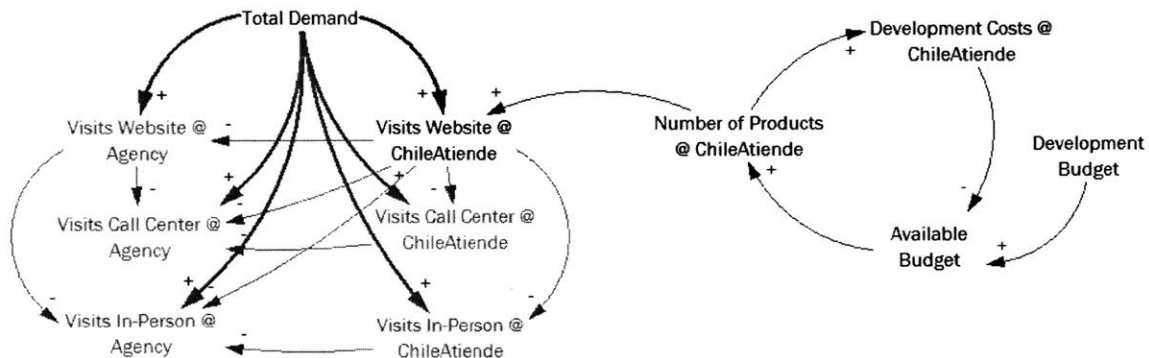 Total Demand
Visits Website @
Agency
Visits Website @
ChileAtiende
Visits Call Center @
Agency
Visits Call Center @
ChileAtiende
Visits In-Person @
Agency
Visits In-Person @
ChileAtiende
Number of Products
@ ChileAtiende
Development Costs @
ChileAtiende
Development
Budget
Available
Budget